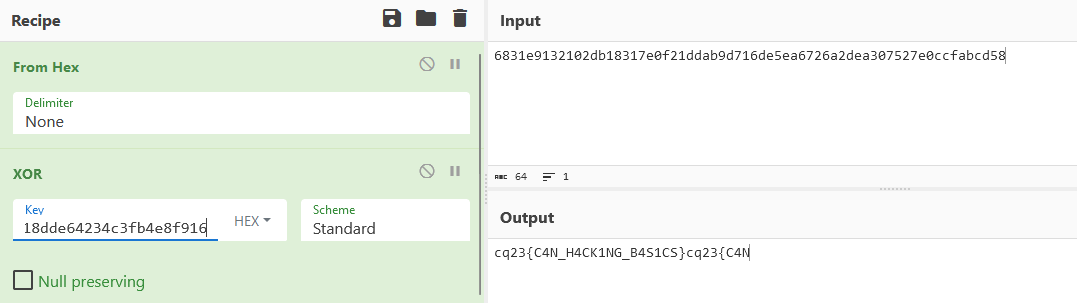 Recipe
From Hex
Delimiter
None
XOR
Key
18dde64234c3fb4e8f916
HEX
Scheme
Standard
Null preserving
Input
6831e9132102db18317e0f21ddab9d716de5ea6726a2dea307527e0ccfabcd58
ABC 64 1
Output
cq23{C4N_H4CK1NG_B4S1CS}cq23{C4N